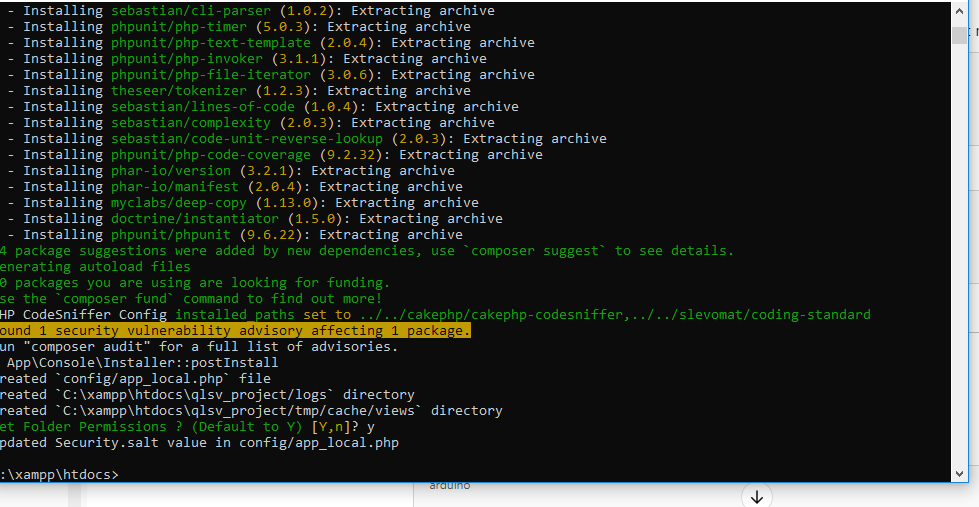 - Installing sebastian/cli-parser (1.0.2): Extracting archive
- Installing phpunit/php-timer (5.0.3): Extracting archive
- Installing phpunit/php-text-template (2.0.4): Extracting archive
- Installing phpunit/php-invoker (3.1.1): Extracting archive
- Installing phpunit/php-file-iterator (3.0.6): Extracting archive
- Installing theseer/tokenizer (1.2.3): Extracting archive
- Installing sebastian/lines-of-code (1.0.4): Extracting archive
- Installing sebastian/complexity (2.0.3): Extracting archive
- Installing sebastian/code-unit-reverse-lookup (2.0.3): Extracting archive
- Installing phpunit/php-code-coverage (9.2.32): Extracting archive
- Installing phar-io/version (3.2.1): Extracting archive
- Installing phar-io/manifest (2.0.4): Extracting archive
- Installing myclabs/deep-copy (1.13.0): Extracting archive
- Installing doctrine/instantiator (1.5.0): Extracting archive
- Installing phpunit/phpunit (9.6.22): Extracting archive
4 package suggestions were added by new dependencies, use `composer suggest` to see details.
enerating autoload files
0 packages you are using are looking for funding.
se the `composer fund` command to find out more!
HP CodeSniffer Config installed_paths set to ../../cakephp/cakephp-codesniffer,../../slevomat/coding-standard
ound 1 security vulnerability advisory affecting 1 package.
un "composer audit" for a full list of advisories.
App\Console\Installer::postInstall
reated `config/app_local.php` file
reated `C:\xampp\htdocs\qlsv_project/logs` directory
reated `C:\xampp\htdocs\qlsv_project/tmp/cache/views` directory
et Folder Permissions ? (Default to Y) [Y,n]? y
pdated Security.salt value in config/app_local.php
:\xampp\htdocs>
arduino